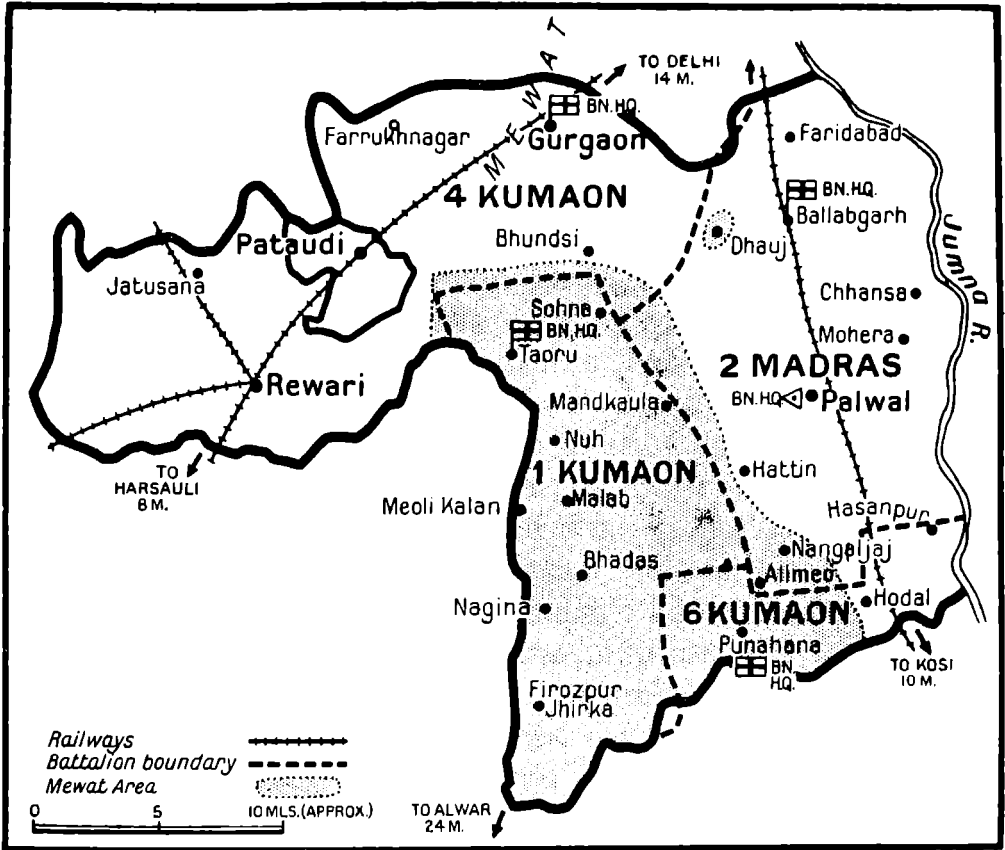 MEWAT
TO DELHI
14 M.
BN. HQ.
Farrukhnagar
Gurgaon
Faridabad
4 KUMAON
BN. H.Q.
Ballabgarh
Pataudi
Bhundsi
Dhauj
Jumna R.
Jatusana
Chhansa
Sohna
BN. HQ.
Mohera
Taoru
2 MADRAS
Rewari
BN. HQ.
Palwal
Mandkaula
Nuh
TO
HARSAULI
8 M.
1 KUMAON
Hattin
Malab
Meoli Kalan
Hasanpur
Nangaljaj
Bhadas
Alimeo
Nagina
6 KUMAON
Hodal
Punahana
BN.
H.Q.
TO KOSI
10 M.
Firozpur
Jhirka
Railways
Battalion boundary
Mewat Area
0 5 10 MLS. (APPROX.)
TO ALWAR
24 M.